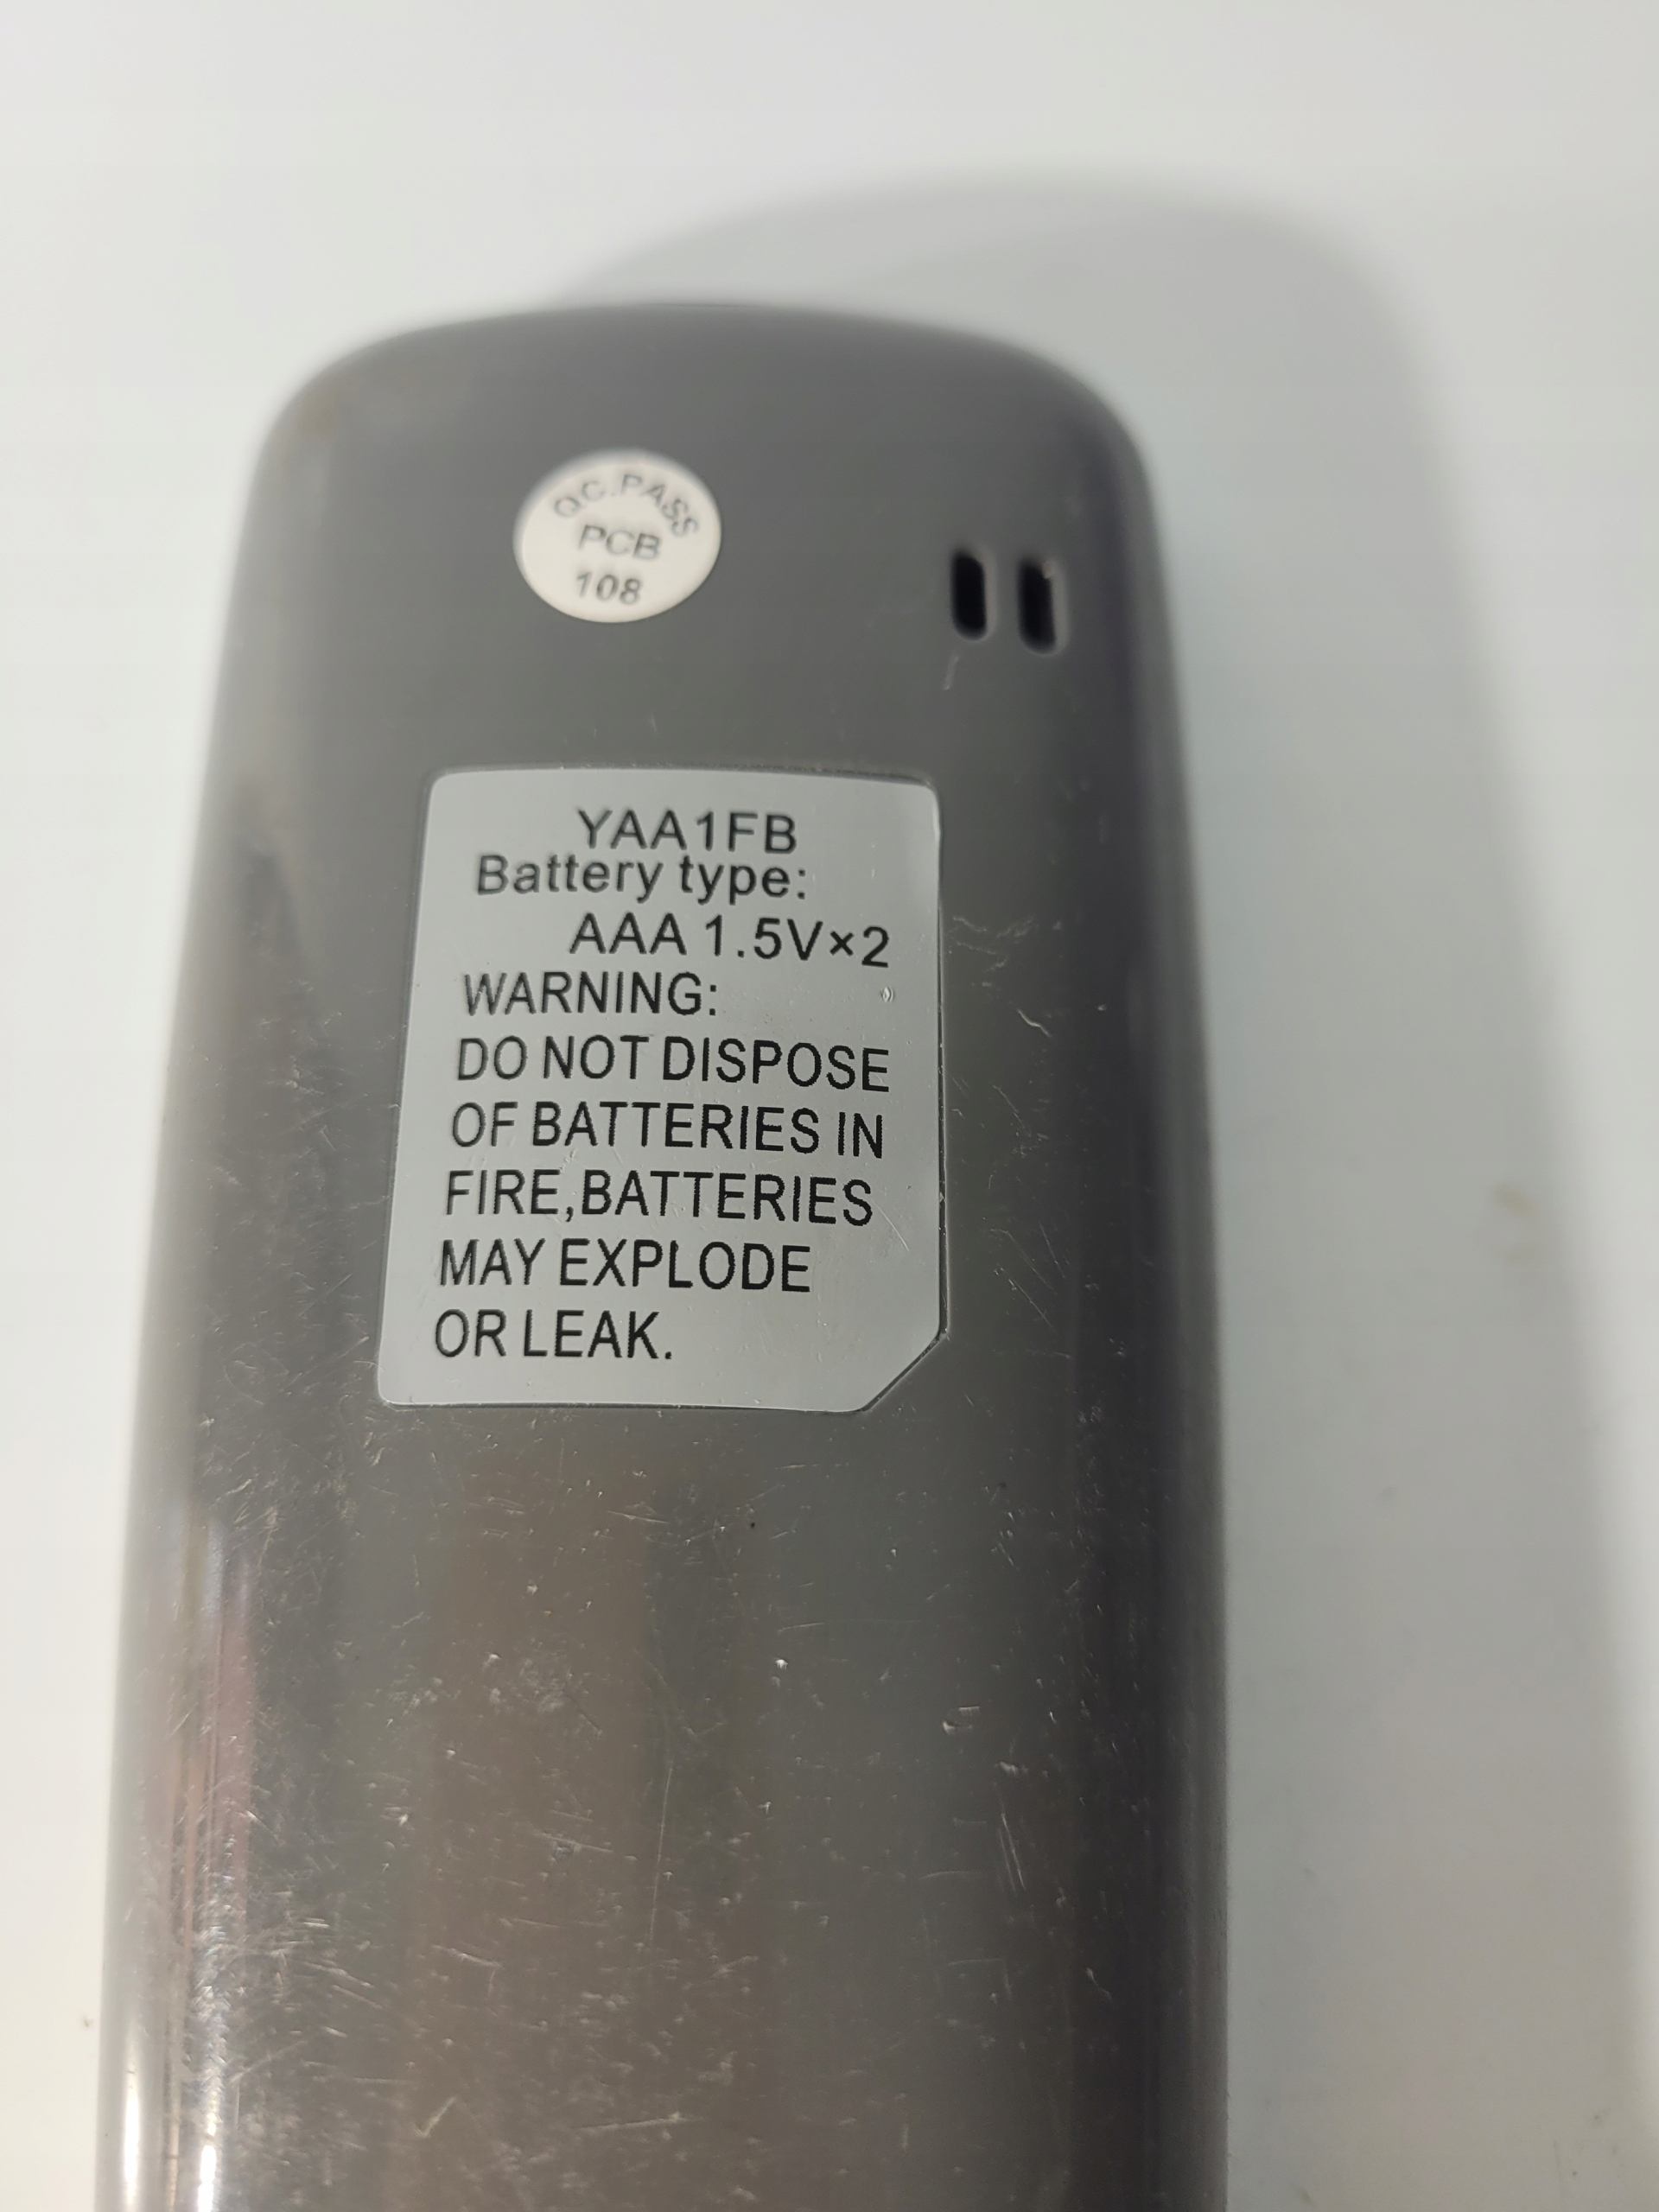 QC.PASS
PCB
108
YAA1FB
Battery type:
AAA 1.5V×2
WARNING:
DO NOT DISPOSE
OF BATTERIES IN
FIRE,BATTERIES
MAY EXPLODE
OR LEAK.